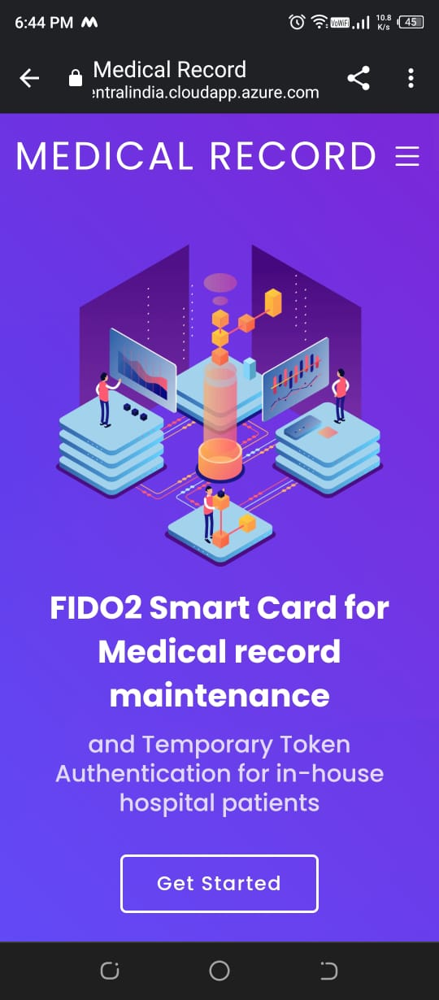 6:44 PM
VoWiFi
10.8
K/s
45
Medical Record
entralindia.cloudapp.azure.com
MEDICAL RECORD
FIDO2 Smart Card for
Medical record
maintenance
and Temporary Token
Authentication for in-house
hospital patients
Get Started